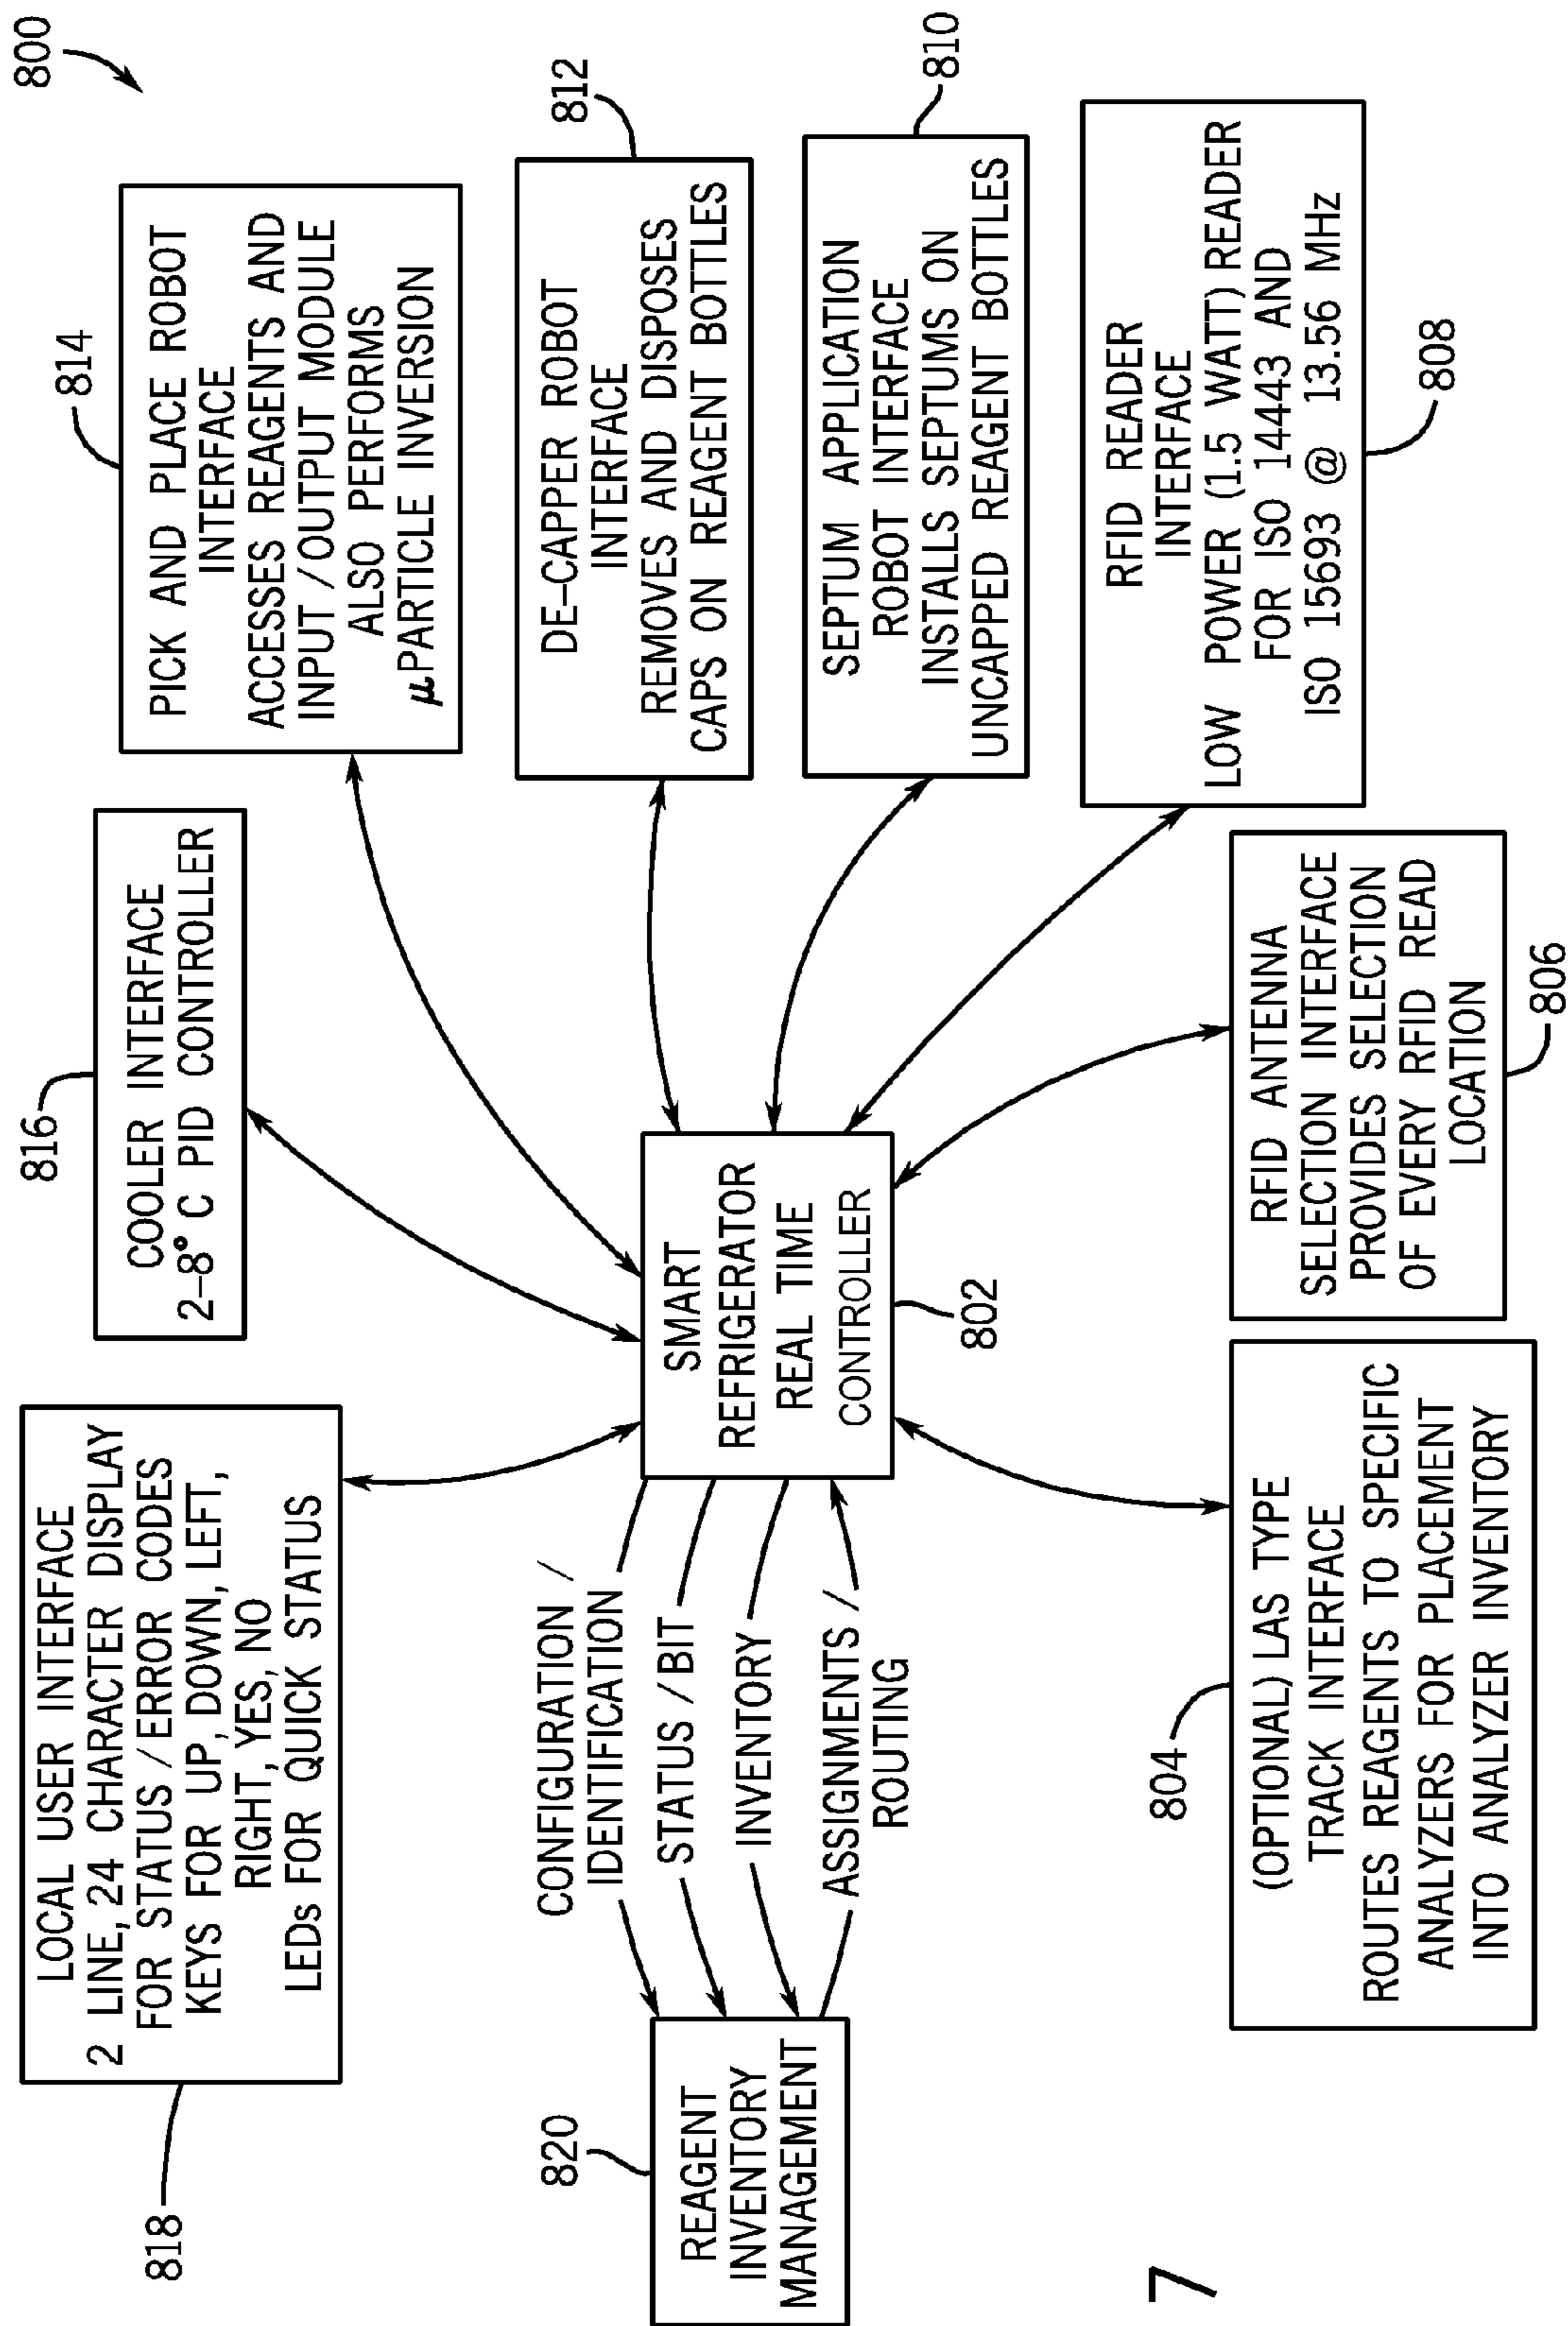 800
818
LOCAL USER INTERFACE
2 LINE, 24 CHARACTER DISPLAY
FOR STATUS/ERROR CODES
KEYS FOR UP, DOWN, LEFT,
RIGHT, YES, NO
LEDs FOR QUICK STATUS
816
COOLER INTERFACE
2–8° C PID CONTROLLER
814
PICK AND PLACE ROBOT
INTERFACE
ACCESSES REAGENTS AND
INPUT/OUTPUT MODULE
ALSO PERFORMS
μPARTICLE INVERSION
812
DE–CAPPER ROBOT
INTERFACE
REMOVES AND DISPOSES
CAPS ON REAGENT BOTTLES
810
SEPTUM APPLICATION
ROBOT INTERFACE
INSTALLS SEPTUMS ON
UNCAPPED REAGENT BOTTLES
RFID READER
INTERFACE
LOW POWER (1.5 WATT) READER
FOR ISO 14443 AND
ISO 15693 @ 13.56 MHz
808
820
REAGENT
INVENTORY
MANAGEMENT
CONFIGURATION /
IDENTIFICATION
STATUS / BIT
INVENTORY
ASSIGNMENTS /
ROUTING
SMART
REFRIGERATOR
REAL TIME
CONTROLLER
802
804
(OPTIONAL) LAS TYPE
TRACK INTERFACE
ROUTES REAGENTS TO SPECIFIC
ANALYZERS FOR PLACEMENT
INTO ANALYZER INVENTORY
RFID ANTENNA
SELECTION INTERFACE
PROVIDES SELECTION
OF EVERY RFID READ
LOCATION
806
7